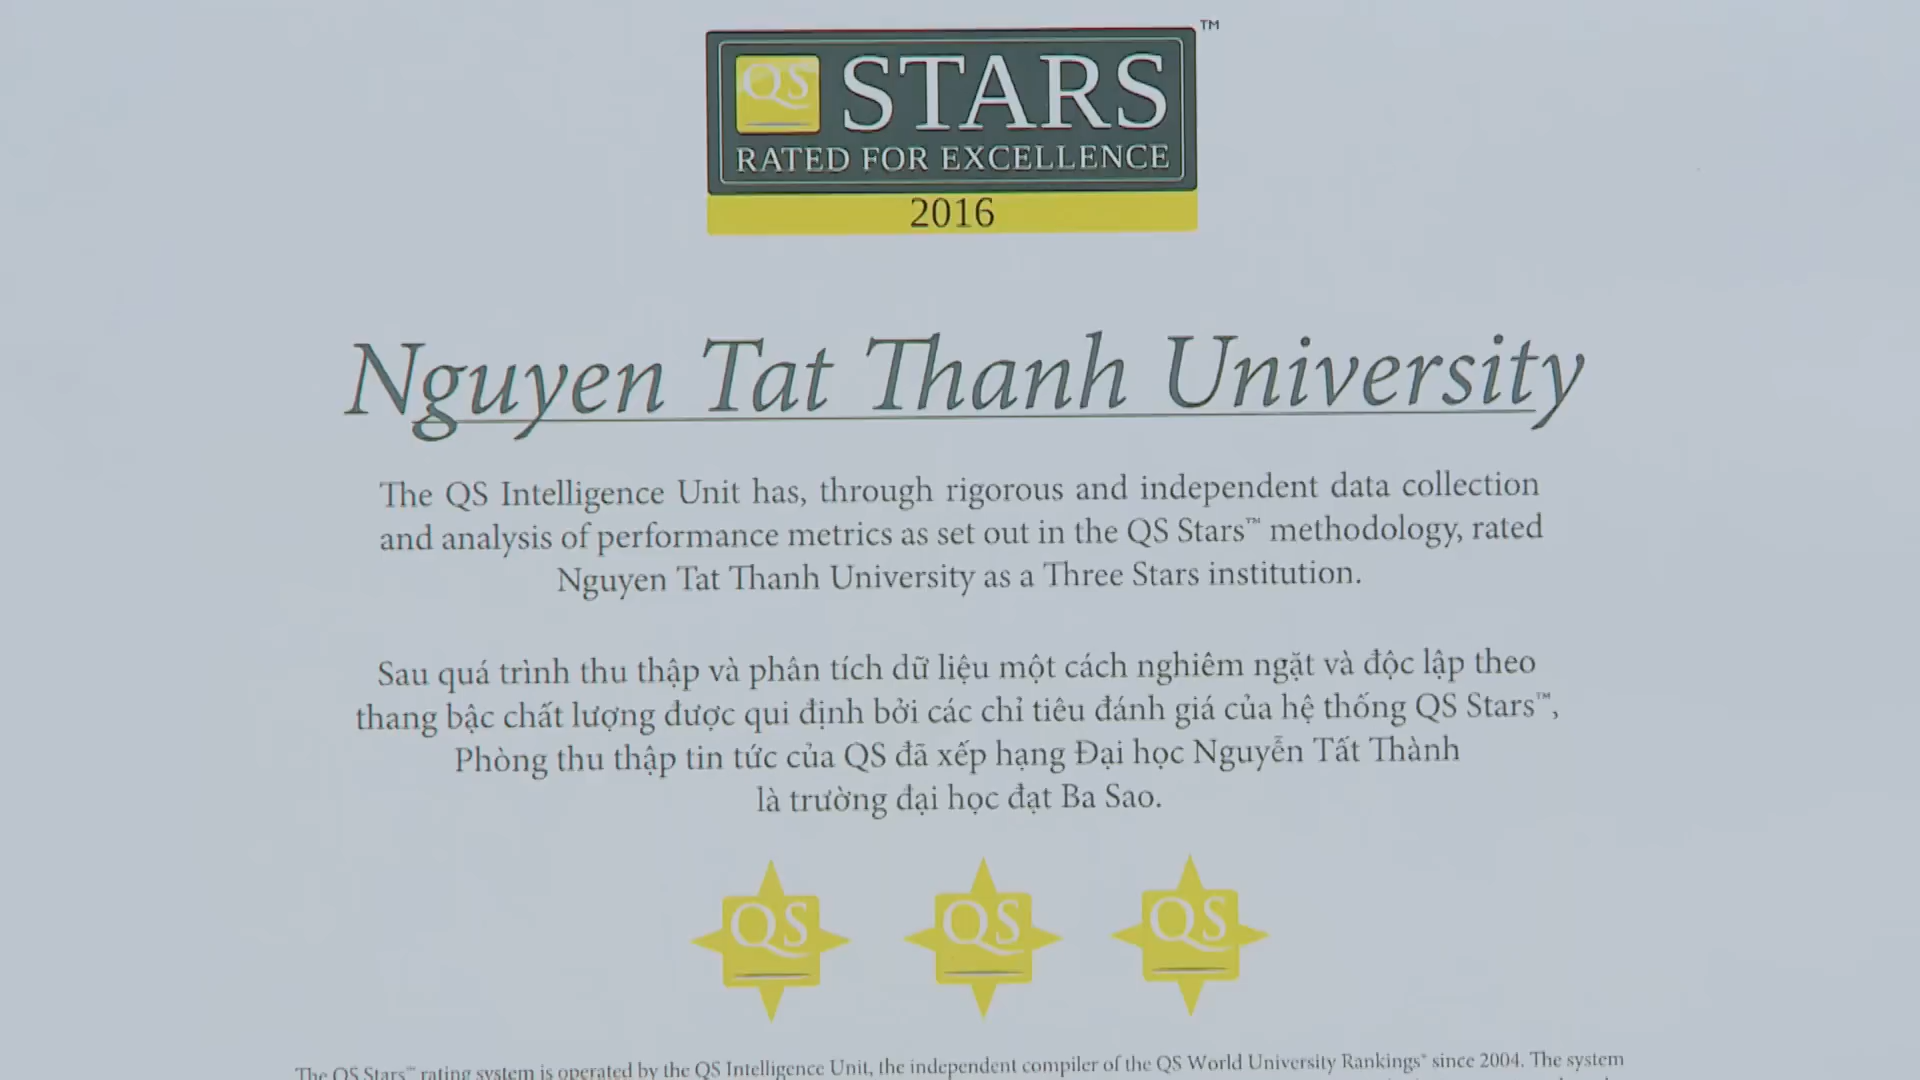 QS STARS ™
RATED FOR EXCELLENCE
2016
Nguyen Tat Thanh University
The QS Intelligence Unit has, through rigorous and independent data collection
and analysis of performance metrics as set out in the QS Stars™ methodology, rated
Nguyen Tat Thanh University as a Three Stars institution.
Sau quá trình thu thập và phân tích dữ liệu một cách nghiêm ngặt và độc lập theo
thang bậc chất lượng được qui định bởi các chỉ tiêu đánh giá của hệ thống QS Stars™,
Phòng thu thập tin tức của QS đã xếp hạng Đại học Nguyễn Tất Thành
là trường đại học đạt Ba Sao.
QS QS QS
The QS Stars™ rating system is operated by the QS Intelligence Unit, the independent compiler of the QS World University Rankings® since 2004. The system